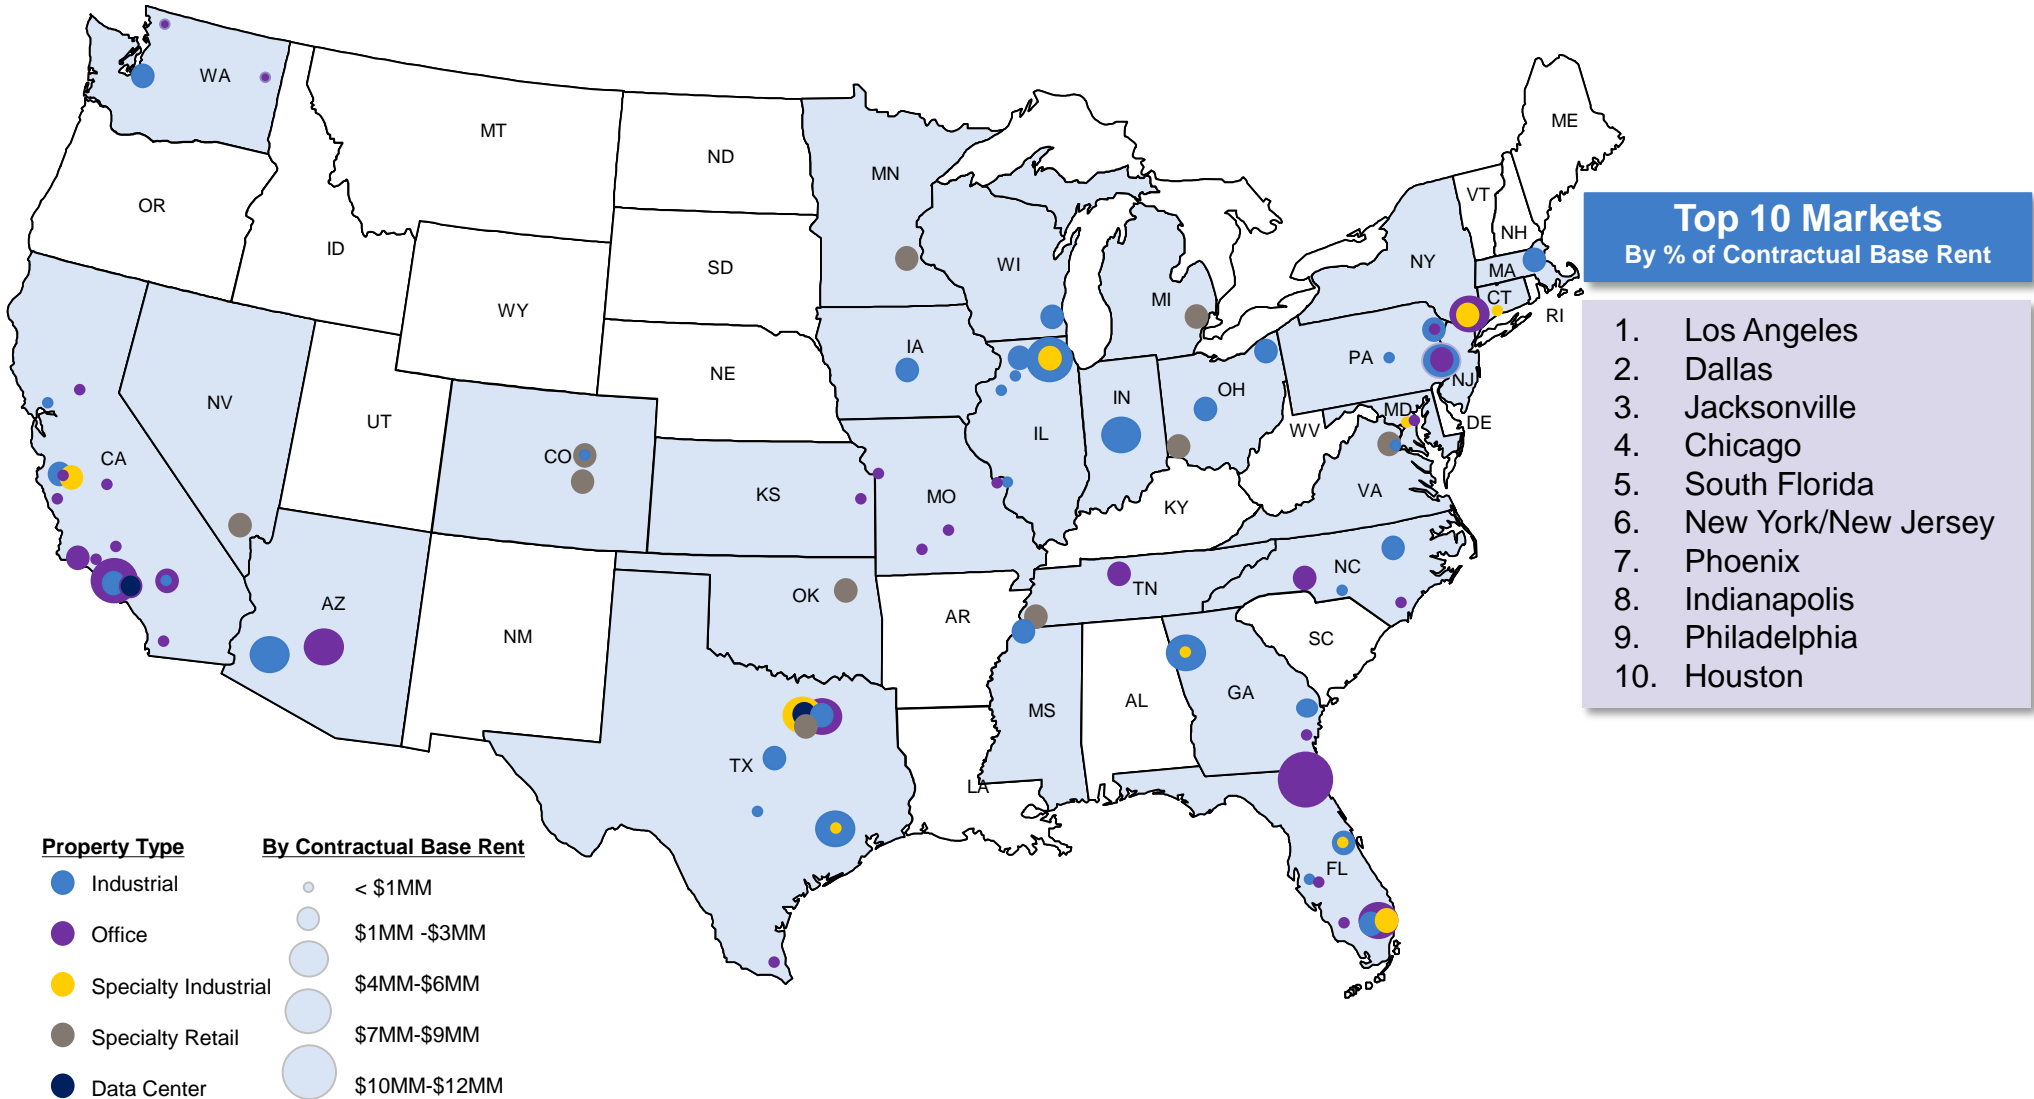 WA
MT
ND
MN
ME
OR
ID
SD
WI
MI
NY
VT
NH
MA
CT
RI
WY
IA
NE
PA
NJ
NV
UT
CO
CA
KS
MO
IL
IN
OH
WV
MD
DE
VA
KY
AZ
NM
OK
AR
TN
NC
SC
MS
AL
GA
TX
LA
FL
Top 10 Markets
By % of Contractual Base Rent
1. Los Angeles
2. Dallas
3. Jacksonville
4. Chicago
5. South Florida
6. New York/New Jersey
7. Phoenix
8. Indianapolis
9. Philadelphia
10. Houston
Property Type
Industrial
Office
Specialty Industrial
Specialty Retail
Data Center
By Contractual Base Rent
< $1MM
$1MM -$3MM
$4MM-$6MM
$7MM-$9MM
$10MM-$12MM